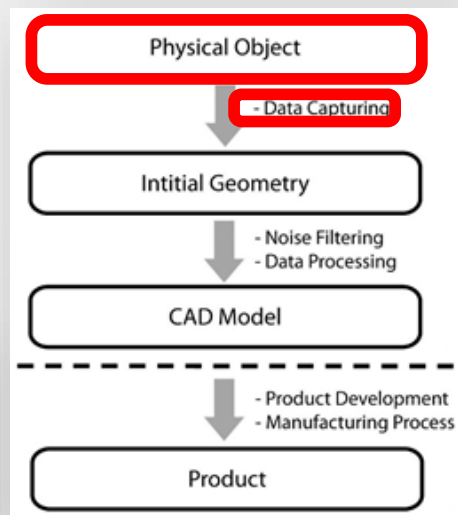 Physical Object
- Data Capturing
Intitial Geometry
- Noise Filtering
- Data Processing
CAD Model
- Product Development
- Manufacturing Process
Product